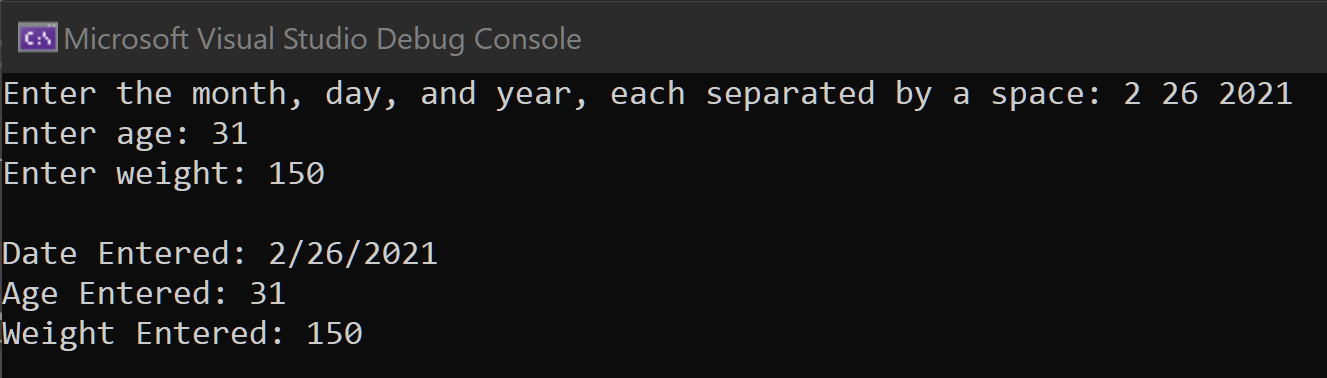 C:\
Microsoft Visual Studio Debug Console
Enter the month, day, and year, each separated by a space: 2 26 2021
Enter age: 31
Enter weight: 150
Date Entered: 2/26/2021
Age Entered: 31
Weight Entered: 150